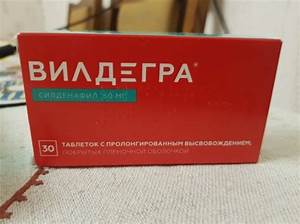 ВИЛДЕГРА®
СИЛДЕНАФИЛ 50 МГ
30 ТАБЛЕТОК С ПРОЛОНГИРОВАННЫМ ВЫСВОБОЖДЕНИЕМ,
ПОКРЫТЫХ ПЛЕНОЧНОЙ ОБОЛОЧКОЙ